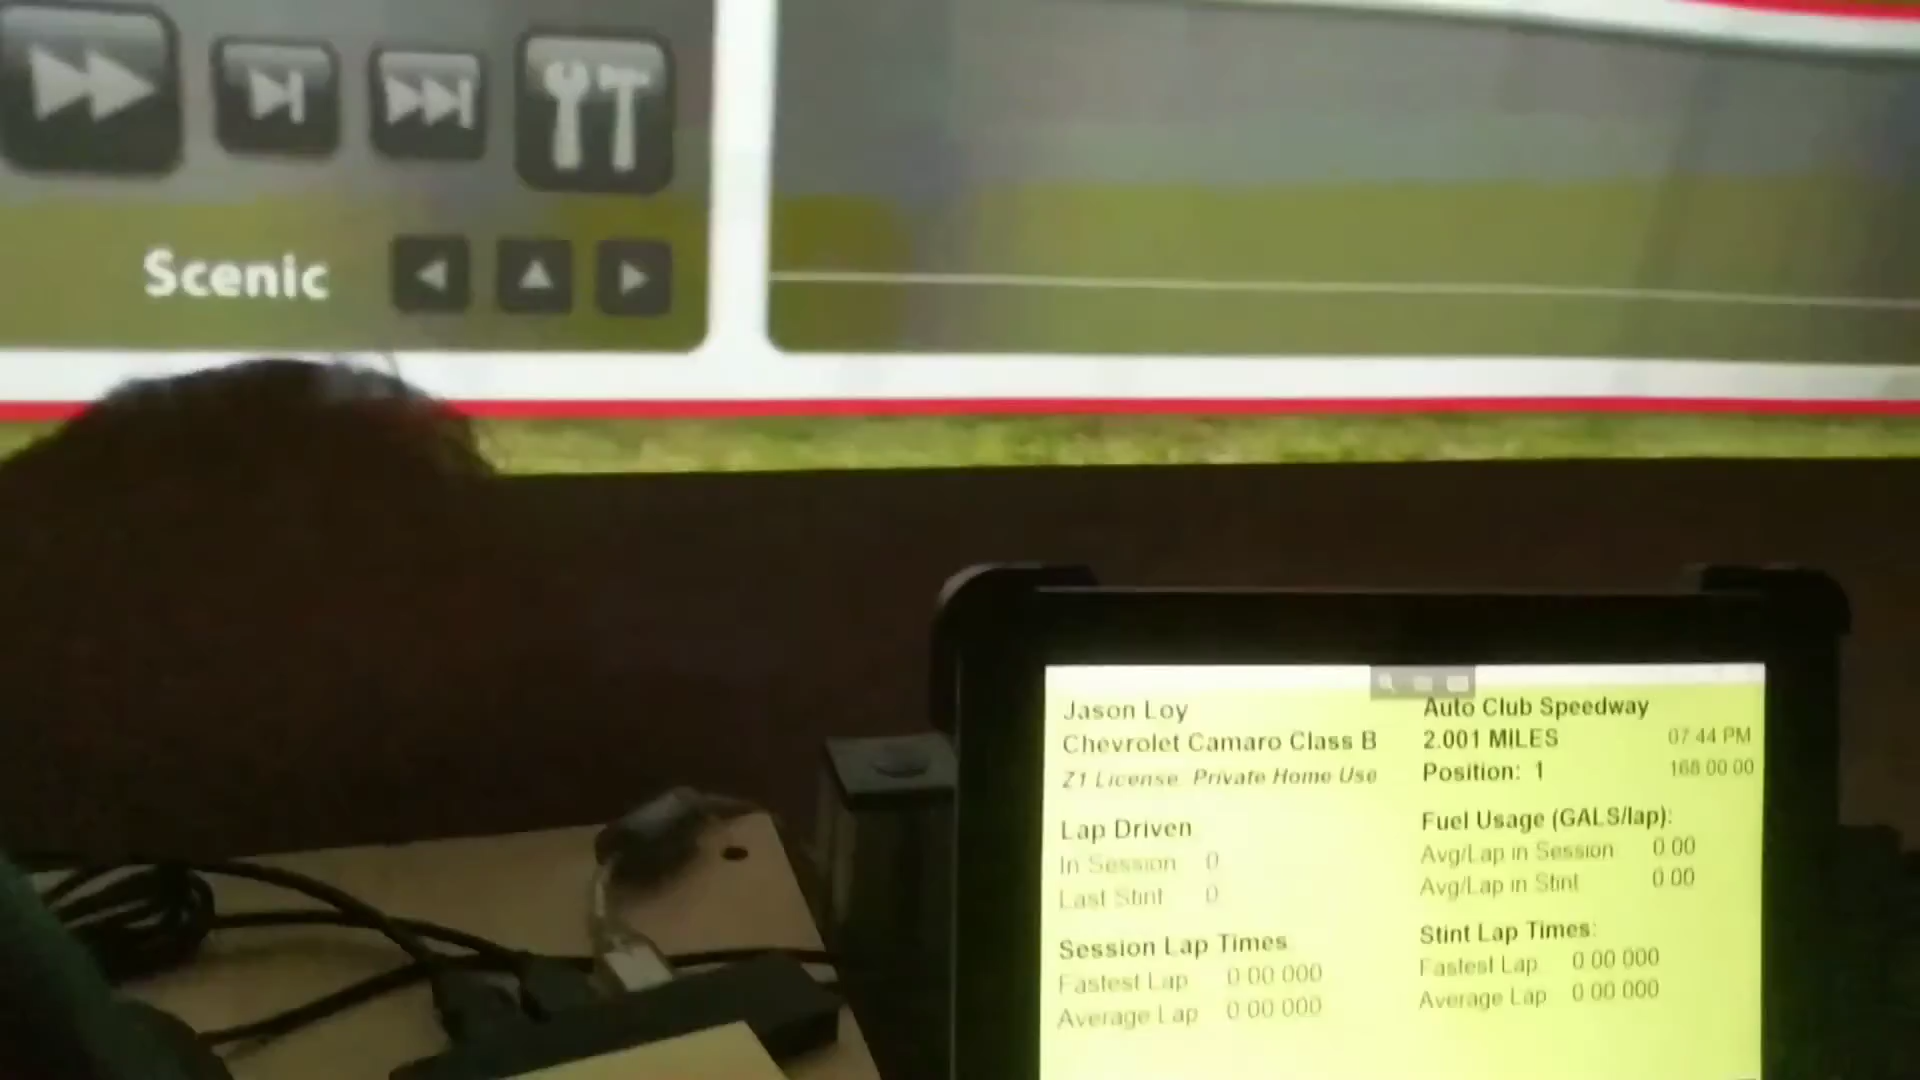 Scenic
Jason Loy
Chevrolet Camaro Class B
Z1 License: Private Home Use
Lap Driven
In Session 0
Last Stint 0
Session Lap Times
Fastest Lap 0 00 000
Average Lap 0 00 000
Auto Club Speedway
2.001 MILES 07 44 PM
Position: 1 168 00 00
Fuel Usage (GALS/lap):
Avg/Lap in Session 0 00
Avg/Lap in Stint 0 00
Stint Lap Times:
Fastest Lap 0 00 000
Average Lap 0 00 000